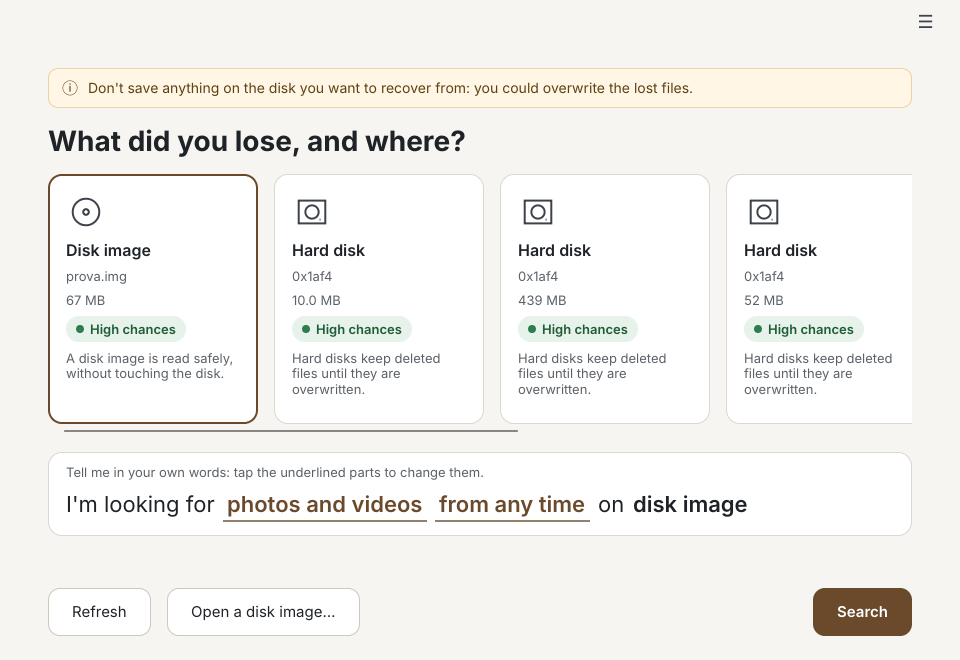 Don't save anything on the disk you want to recover from: you could overwrite the lost files.
What did you lose, and where?
Disk image
prova.img
67 MB
High chances
A disk image is read safely,
without touching the disk.
Hard disk
0x1af4
10.0 MB
High chances
Hard disks keep deleted
files until they are
overwritten.
Hard disk
0x1af4
439 MB
High chances
Hard disks keep deleted
files until they are
overwritten.
Hard disk
0x1af4
52 MB
High chances
Hard disks keep deleted
files until they are
overwritten.
Tell me in your own words: tap the underlined parts to change them.
I'm looking for photos and videos from any time on disk image
Refresh
Open a disk image...
Search